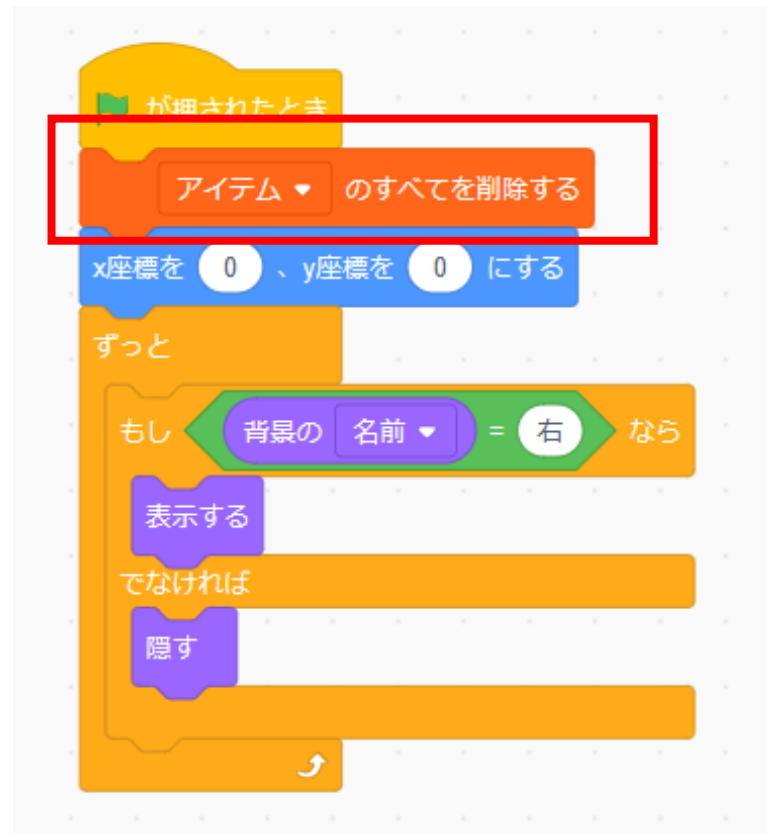 が押されたとき
アイテム のすべてを削除する
x座標を 0 、y座標を 0 にする
ずっと
もし 背景の 名前 = 右 なら
表示する
でなければ
隠す